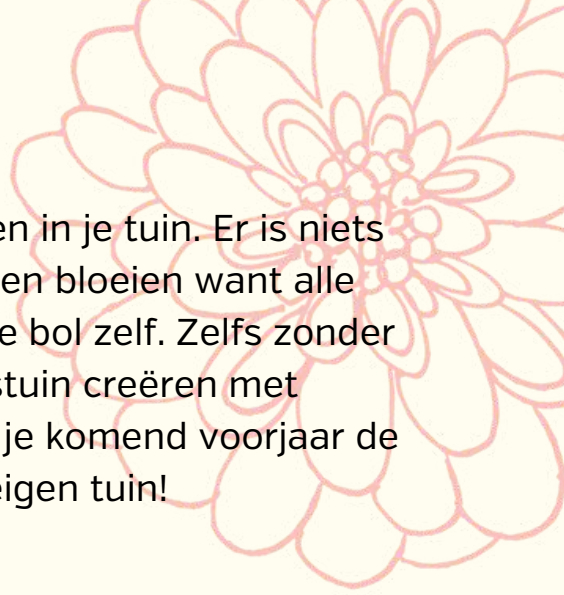 en in je tuin. Er is niets
en bloeien want alle
e bol zelf. Zelfs zonder
stuin creëren met
je komend voorjaar de
eigen tuin!